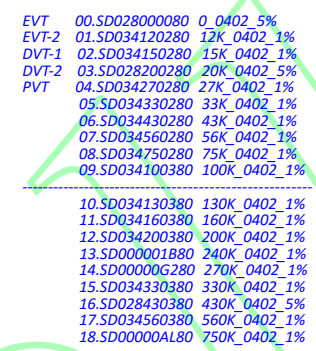 EVT 00.SD028000080 0_0402_5%
EVT-2 01.SD034120280 12K_0402_1%
DVT-1 02.SD034150280 15K_0402_1%
DVT-2 03.SD028200280 20K_0402_5%
PVT 04.SD034270280 27K_0402_1%
05.SD034330280 33K_0402_1%
06.SD034430280 43K_0402_1%
07.SD034560280 56K_0402_1%
08.SD034750280 75K_0402_1%
09.SD034100380 100K_0402_1%
10.SD034130380 130K_0402_1%
11.SD034160380 160K_0402_1%
12.SD034200380 200K_0402_1%
13.SD000001B80 240K_0402_1%
14.SD00000G280 270K_0402_1%
15.SD034330380 330K_0402_1%
16.SD028430380 430K_0402_5%
17.SD034560380 560K_0402_1%
18.SD00000AL80 750K_0402_1%